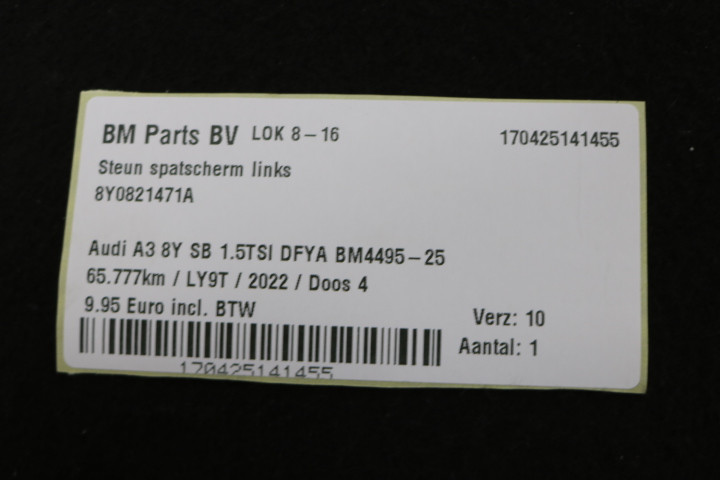 BM Parts BV LOK 8-16 170425141455
Steun spatscherm links
8Y0821471A
Audi A3 8Y SB 1.5TSI DFYA BM4495-25
65.777km / LY9T / 2022 / Doos 4
9.95 Euro incl. BTW
Verz: 10
Aantal: 1
170425141455